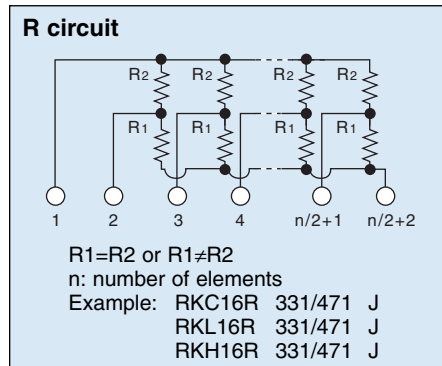 R circuit
R2 R2 R2 R2
R1 R1 R1 R1
1 2 3 4 n/2+1 n/2+2
R1=R2 or R1≠R2
n: number of elements
Example: RKC16R 331/471 J
RKL16R 331/471 J
RKH16R 331/471 J